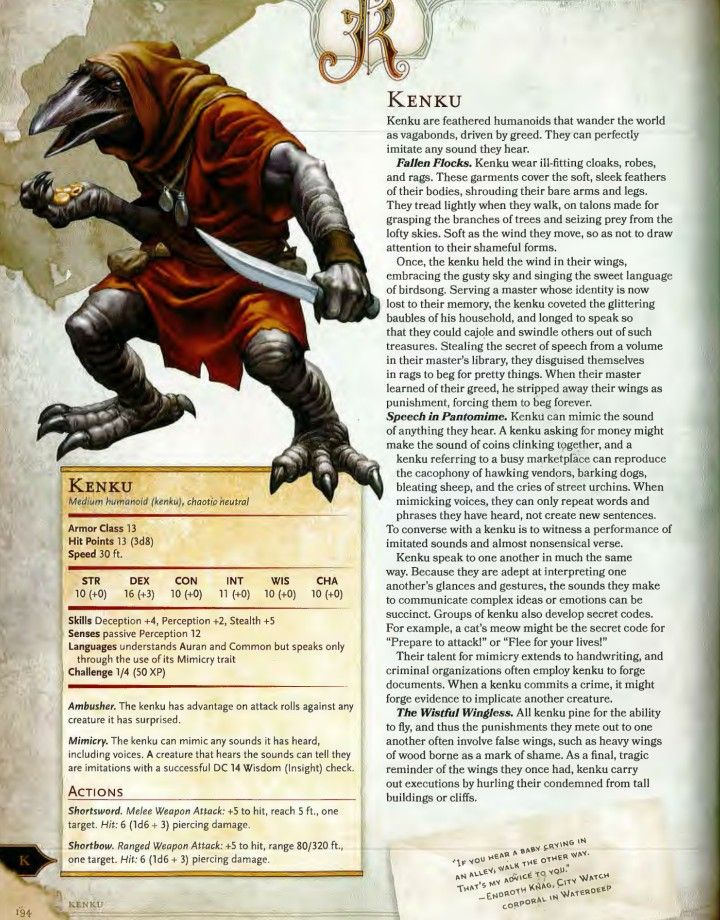 K
KENKU
Kenku are feathered humanoids that wander the world
as vagabonds, driven by greed. They can perfectly
imitate any sound they hear.
Fallen Flocks. Kenku wear ill-fitting cloaks, robes,
and rags. These garments cover the soft, sleek feathers
of their bodies, shrouding their bare arms and legs.
They tread lightly when they walk, on talons made for
grasping the branches of trees and seizing prey from the
lofty skies. Soft as the wind they move, so as not to draw
attention to their shameful forms.
Once, the kenku held the wind in their wings,
embracing the gusty sky and singing the sweet language
of birdsong. Serving a master whose identity is now
lost to their memory, the kenku coveted the glittering
baubles of his household, and longed to speak so
that they could cajole and swindle others out of such
treasures. Stealing the secret of speech from a volume
in their master's library, they disguised themselves
in rags to beg for pretty things. When their master
learned of their greed, he stripped away their wings as
punishment, forcing them to beg forever.
Speech in Pantomime. Kenku can mimic the sound
of anything they hear. A kenku asking for money might
make the sound of coins clinking together, and a
kenku referring to a busy marketplace can reproduce
the cacophony of hawking vendors, barking dogs,
bleating sheep, and the cries of street urchins. When
mimicking voices, they can only repeat words and
phrases they have heard, not create new sentences.
To converse with a kenku is to witness a performance of
imitated sounds and almost nonsensical verse.
Kenku speak to one another in much the same
way. Because they are adept at interpreting one
another's glances and gestures, the sounds they make
to communicate complex ideas or emotions can be
succinct. Groups of kenku also develop secret codes.
For example, a cat's meow might be the secret code for
"Prepare to attack!" or "Flee for your lives!"
Their talent for mimicry extends to handwriting, and
criminal organizations often employ kenku to forge
documents. When a kenku commits a crime, it might
forge evidence to implicate another creature.
The Wistful Wingless. All kenku pine for the ability
to fly, and thus the punishments they mete out to one
another often involve false wings, such as heavy wings
of wood borne as a mark of shame. As a final, tragic
reminder of the wings they once had, kenku carry
out executions by hurling their condemned from tall
buildings or cliffs.
KENKU
Medium humanoid (kenku), chaotic neutral
Armor Class 13
Hit Points 13 (3d8)
Speed 30 ft.
STR DEX CON INT WIS CHA
10 (+0) 16 (+3) 10 (+0) 11 (+0) 10 (+0) 10 (+0)
Skills Deception +4, Perception +2, Stealth +5
Senses passive Perception 12
Languages understands Auran and Common but speaks only
through the use of its Mimicry trait
Challenge 1/4 (50 XP)
Ambusher. The kenku has advantage on attack rolls against any
creature it has surprised.
Mimicry. The kenku can mimic any sounds it has heard,
including voices. A creature that hears the sounds can tell they
are imitations with a successful DC 14 Wisdom (Insight) check.
ACTIONS
Shortsword. Melee Weapon Attack: +5 to hit, reach 5 ft., one
target. Hit: 6 (1d6 + 3) piercing damage.
Shortbow. Ranged Weapon Attack: +5 to hit, range 80/320 ft.,
one target. Hit: 6 (1d6 + 3) piercing damage.
"IF YOU HEAR A BABY CRYING IN
AN ALLEY, WALK THE OTHER WAY.
THAT'S MY ADVICE TO YOU."
—ENDROTH KNAG, CITY WATCH
CORPORAL IN WATERDEEP
K
KENKU
194